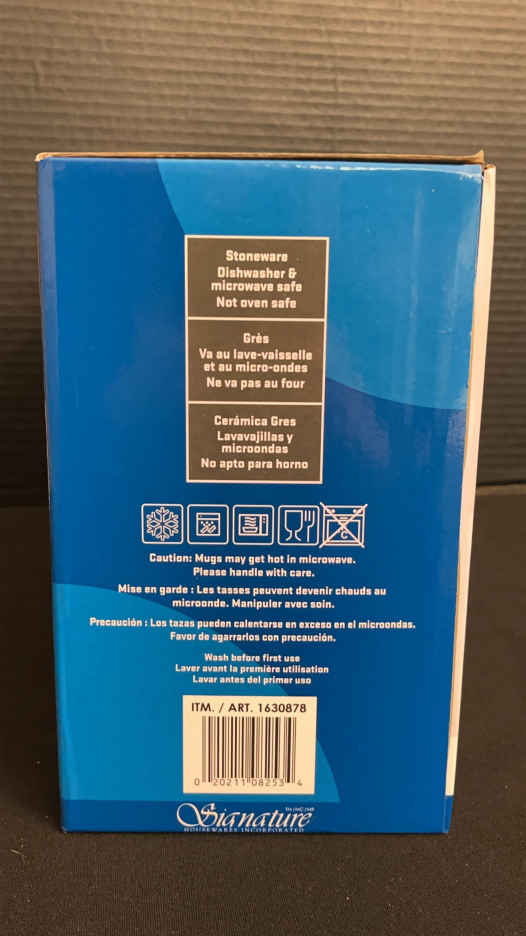 Stoneware
Dishwasher &
microwave safe
Not oven safe
Grès
Va au lave-vaisselle
et au micro-ondes
Ne va pas au four
Cerámica Gres
Lavavajillas y
microondas
No apto para horno
Caution: Mugs may get hot in microwave.
Please handle with care.
Mise en garde : Les tasses peuvent devenir chauds au
microonde. Manipuler avec soin.
Precaución : Los tazas pueden calentarse en exceso en el microondas.
Favor de agarrarlos con precaución.
Wash before first use
Laver avant la première utilisation
Lavar antes del primer uso
ITM. / ART. 1630878
0 20211 08253 4
Signature
HOUSEWARES INCORPORATED